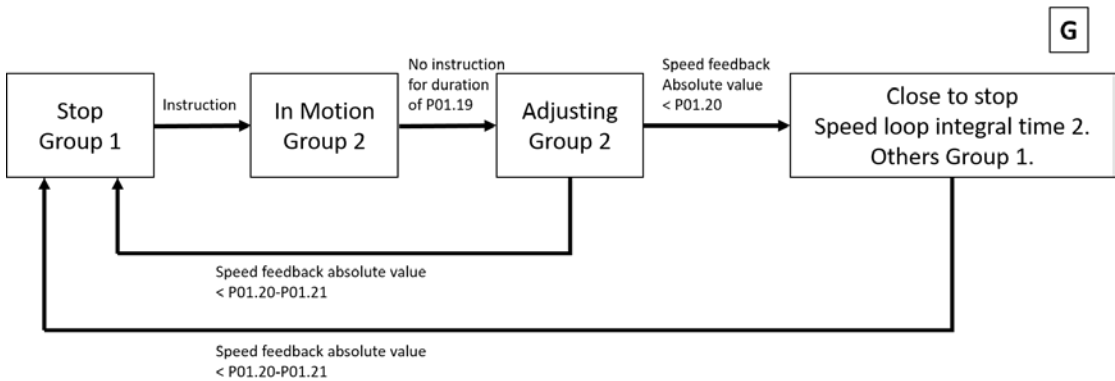 G
Stop
Group 1
Instruction
In Motion
Group 2
No instruction
for duration
of P01.19
Adjusting
Group 2
Speed feedback
Absolute value
< P01.20
Close to stop
Speed loop integral time 2.
Others Group 1.
Speed feedback absolute value
< P01.20-P01.21
Speed feedback absolute value
< P01.20-P01.21